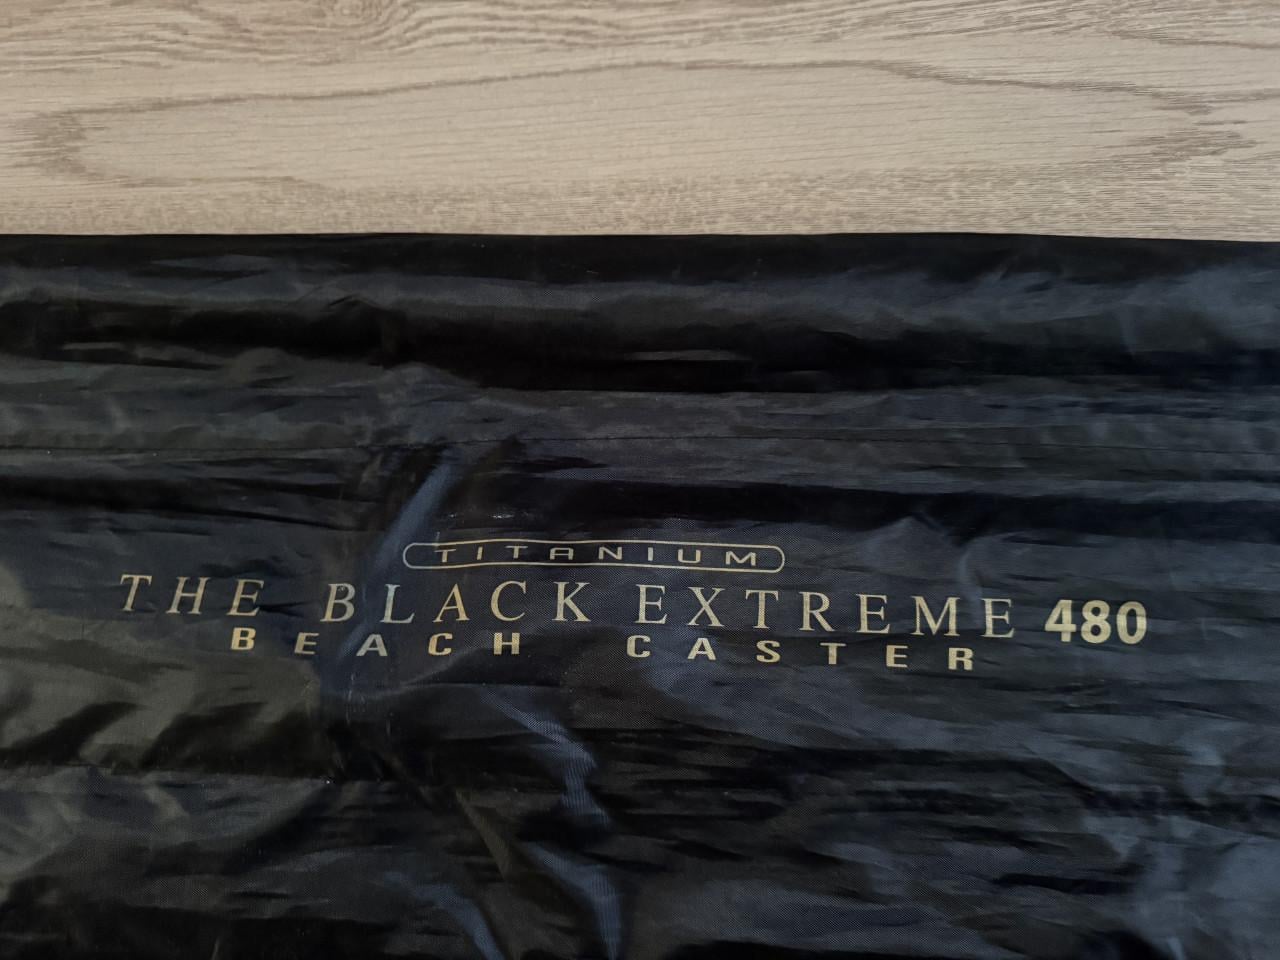 TITANIUM
THE BLACK EXTREME 480
BEACH CASTER